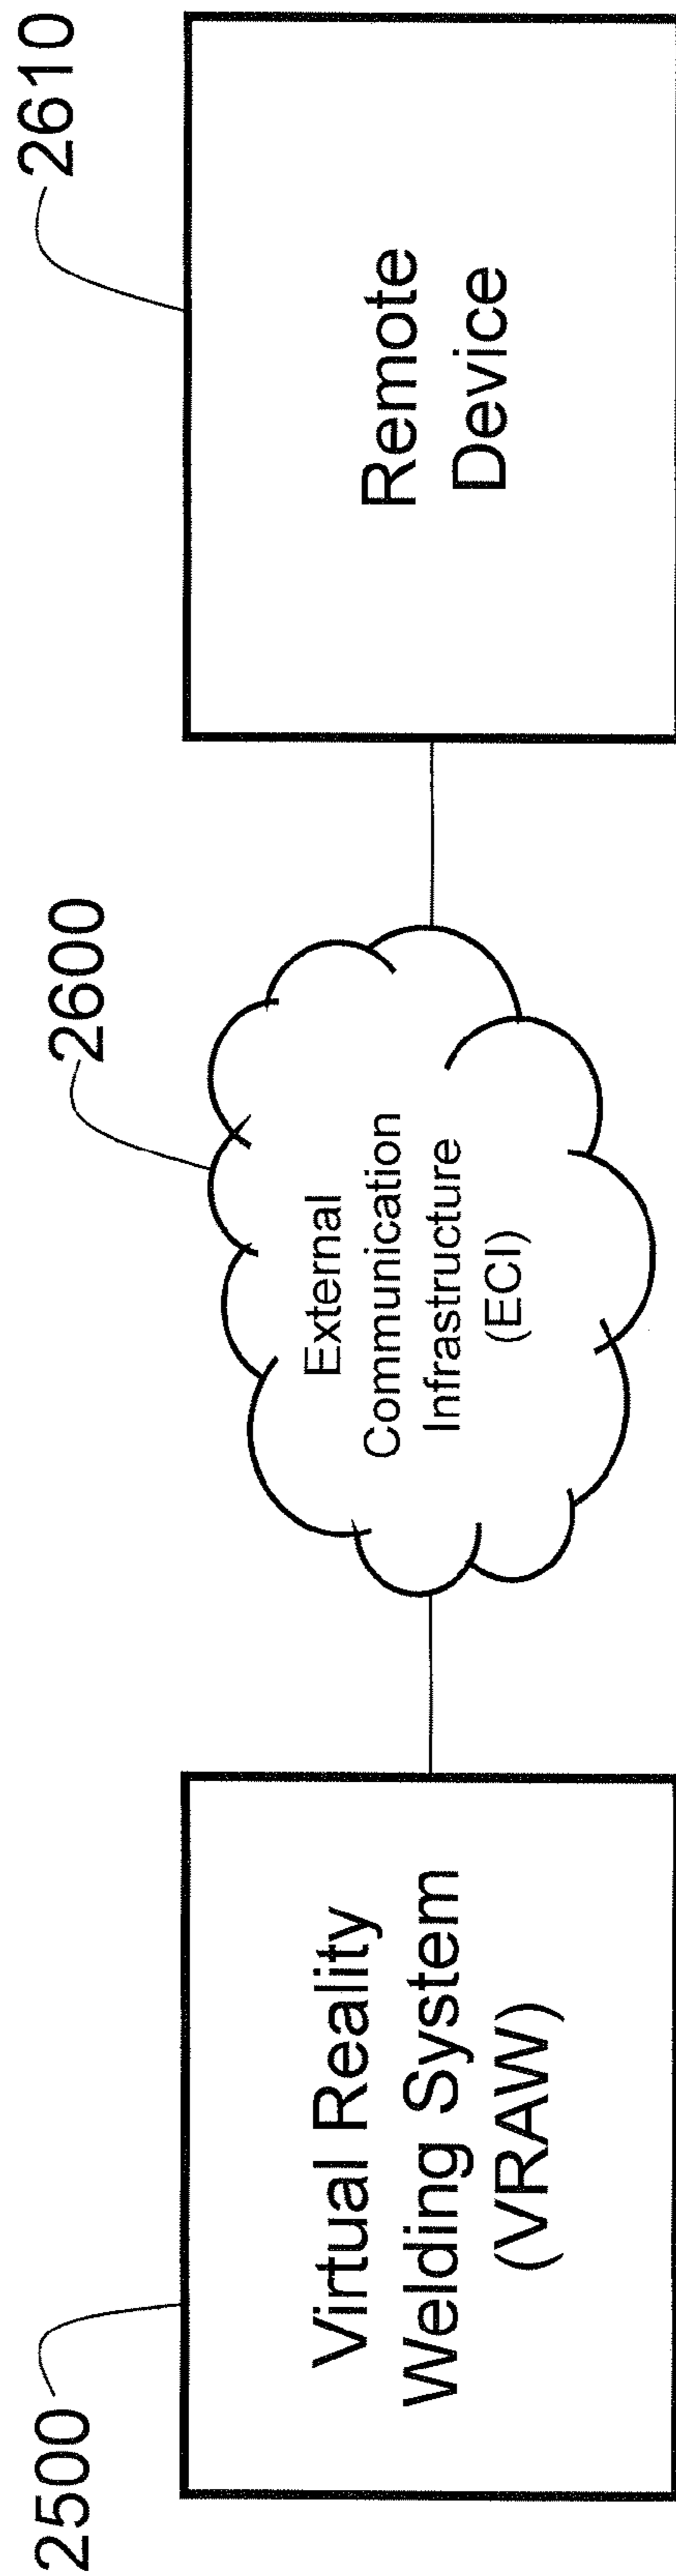 2500
Virtual Reality
Welding System
(VRAW)
2600
External
Communication
Infrastructure
(ECI)
2610
Remote
Device